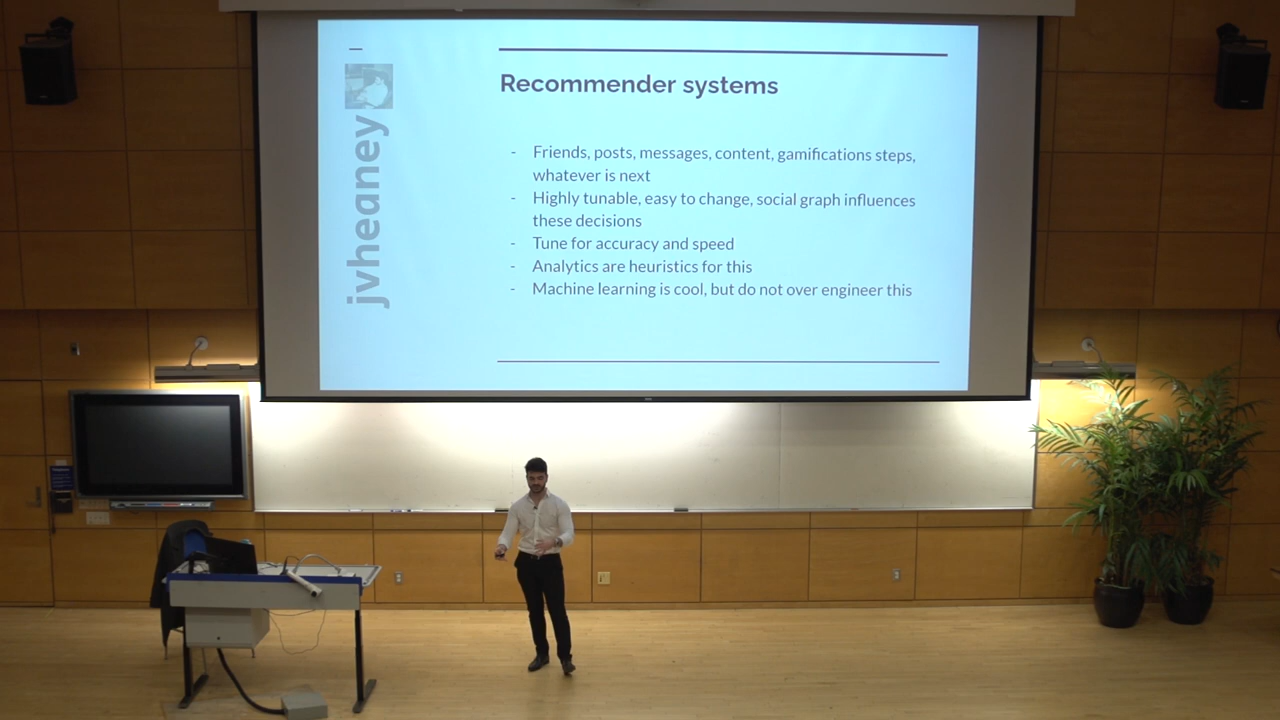 jvheaney
Recommender systems
- Friends, posts, messages, content, gamifications steps,
whatever is next
- Highly tunable, easy to change, social graph influences
these decisions
- Tune for accuracy and speed
- Analytics are heuristics for this
- Machine learning is cool, but do not over engineer this